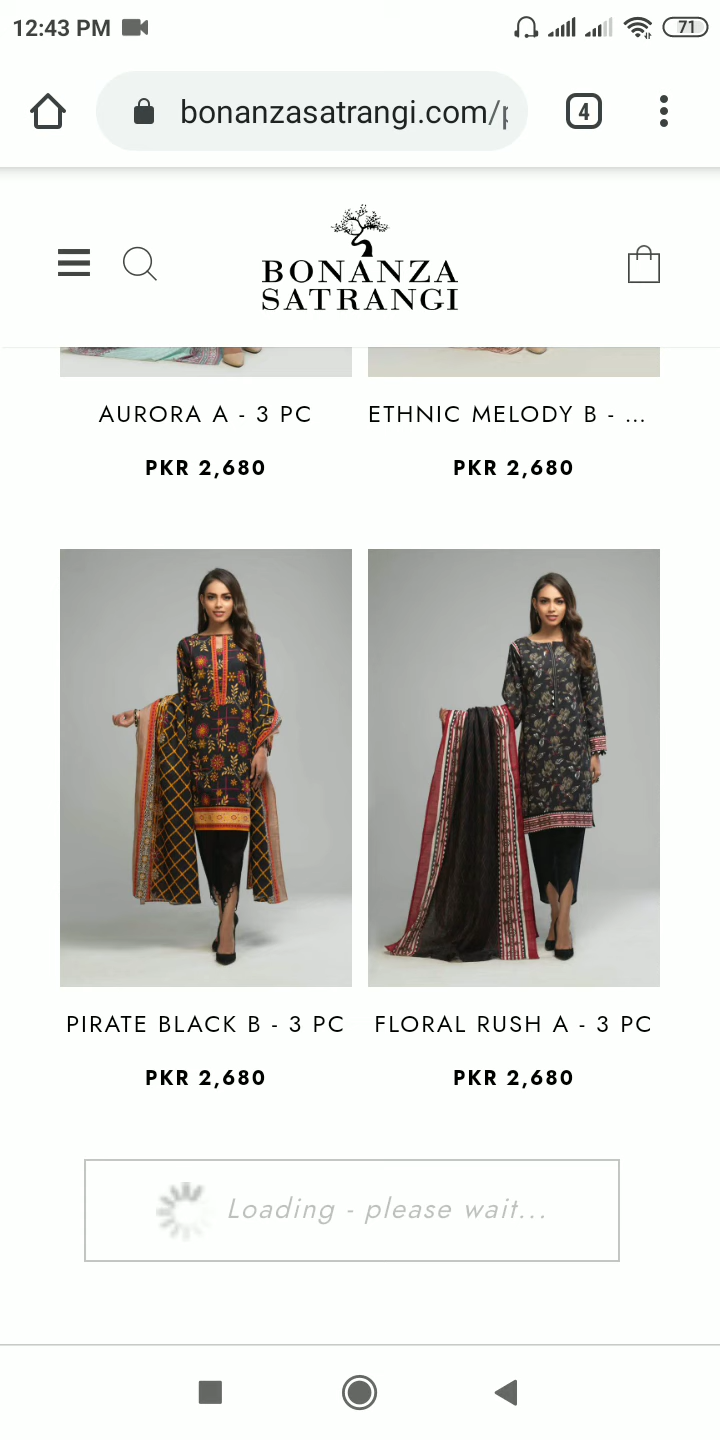 12:43 PM
71
bonanzasatrangi.com/
4
BONANZA
SATRANGI
AURORA A - 3 PC
ETHNIC MELODY B - ...
PKR 2,680
PKR 2,680
PIRATE BLACK B - 3 PC
FLORAL RUSH A - 3 PC
PKR 2,680
PKR 2,680
Loading - please wait...